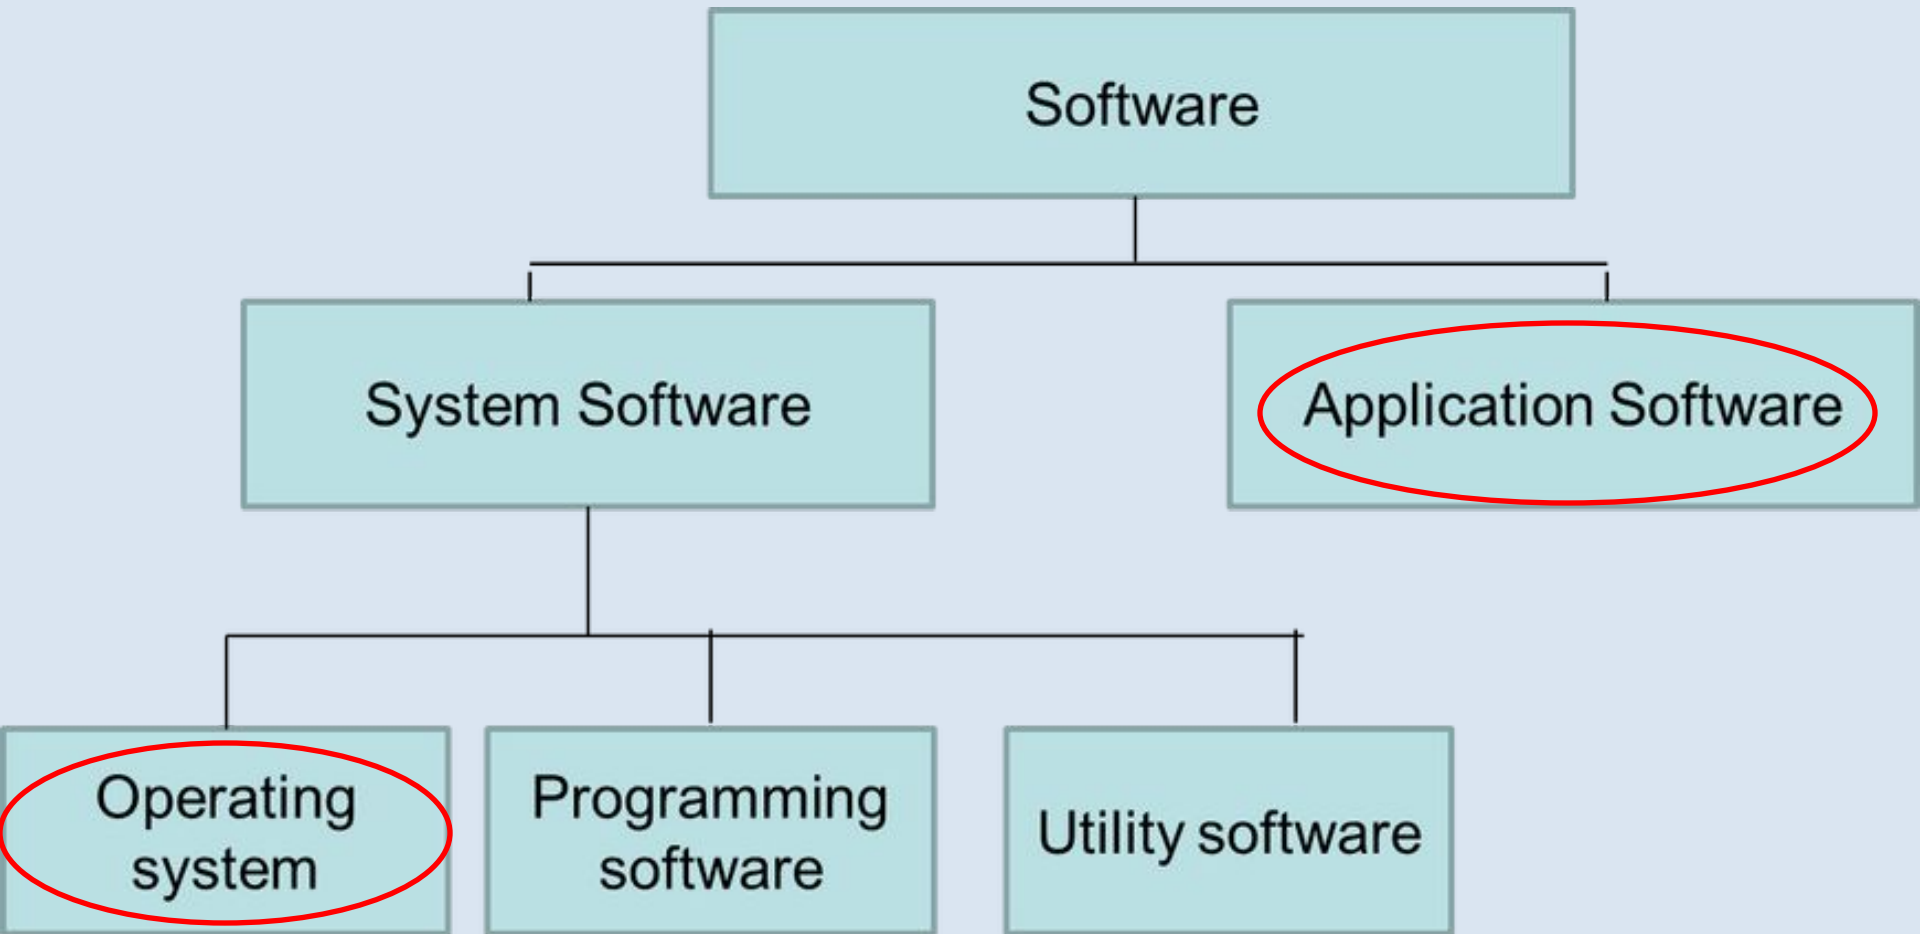 Software
System Software
Application Software
Operating
system
Programming
software
Utility software